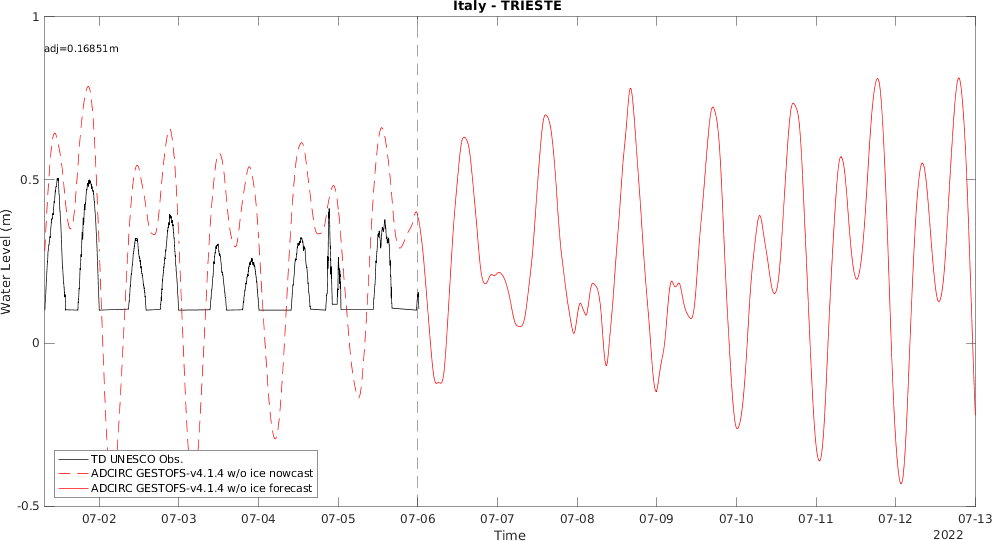 Italy - TRIESTE
1
adj=0.16851m
0.5
0
-0.5
Water Level (m)
TD UNESCO Obs.
ADCIRC GESTOFS-v4.1.4 w/o ice nowcast
ADCIRC GESTOFS-v4.1.4 w/o ice forecast
07-02 07-03 07-04 07-05 07-06 07-07 07-08 07-09 07-10 07-11 07-12 07-13
Time
2022